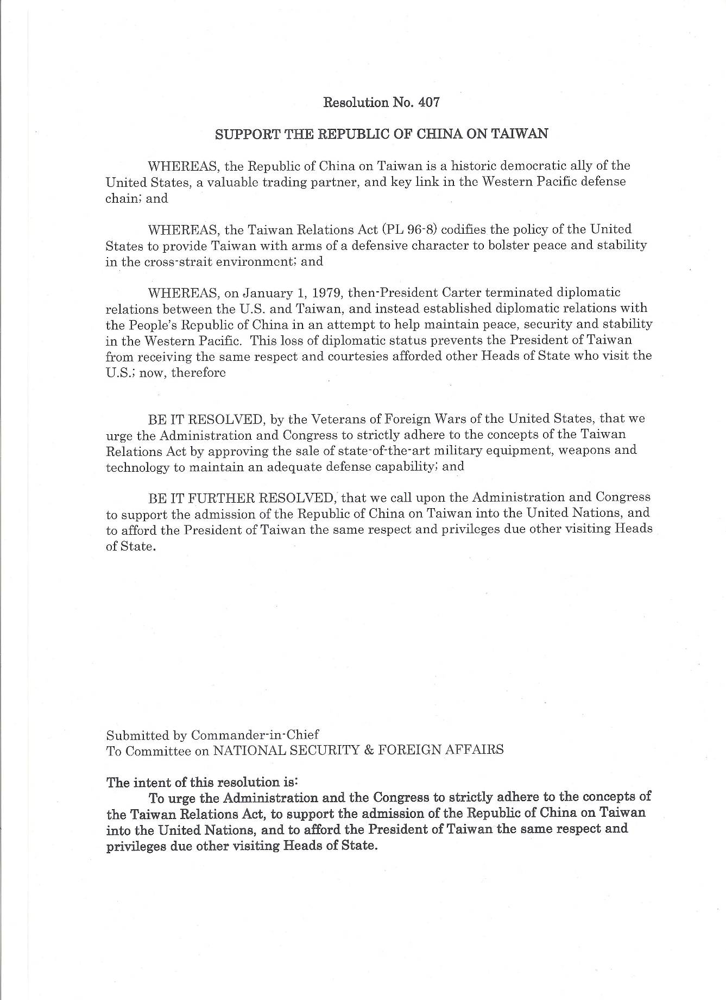 Resolution No. 407
SUPPORT THE REPUBLIC OF CHINA ON TAIWAN
WHEREAS, the Republic of China on Taiwan is a historic democratic ally of the
United States, a valuable trading partner, and key link in the Western Pacific defense
chain; and
WHEREAS, the Taiwan Relations Act (PL 96-8) codifies the policy of the United
States to provide Taiwan with arms of a defensive character to bolster peace and stability
in the cross-strait environment; and
WHEREAS, on January 1, 1979, then-President Carter terminated diplomatic
relations between the U.S. and Taiwan, and instead established diplomatic relations with
the People's Republic of China in an attempt to help maintain peace, security and stability
in the Western Pacific. This loss of diplomatic status prevents the President of Taiwan
from receiving the same respect and courtesies afforded other Heads of State who visit the
U.S.; now, therefore
BE IT RESOLVED, by the Veterans of Foreign Wars of the United States, that we
urge the Administration and Congress to strictly adhere to the concepts of the Taiwan
Relations Act by approving the sale of state-of-the-art military equipment, weapons and
technology to maintain an adequate defense capability; and
BE IT FURTHER RESOLVED, that we call upon the Administration and Congress
to support the admission of the Republic of China on Taiwan into the United Nations, and
to afford the President of Taiwan the same respect and privileges due other visiting Heads
of State.
Submitted by Commander-in-Chief
To Committee on NATIONAL SECURITY & FOREIGN AFFAIRS
The intent of this resolution is:
To urge the Administration and the Congress to strictly adhere to the concepts of
the Taiwan Relations Act, to support the admission of the Republic of China on Taiwan
into the United Nations, and to afford the President of Taiwan the same respect and
privileges due other visiting Heads of State.